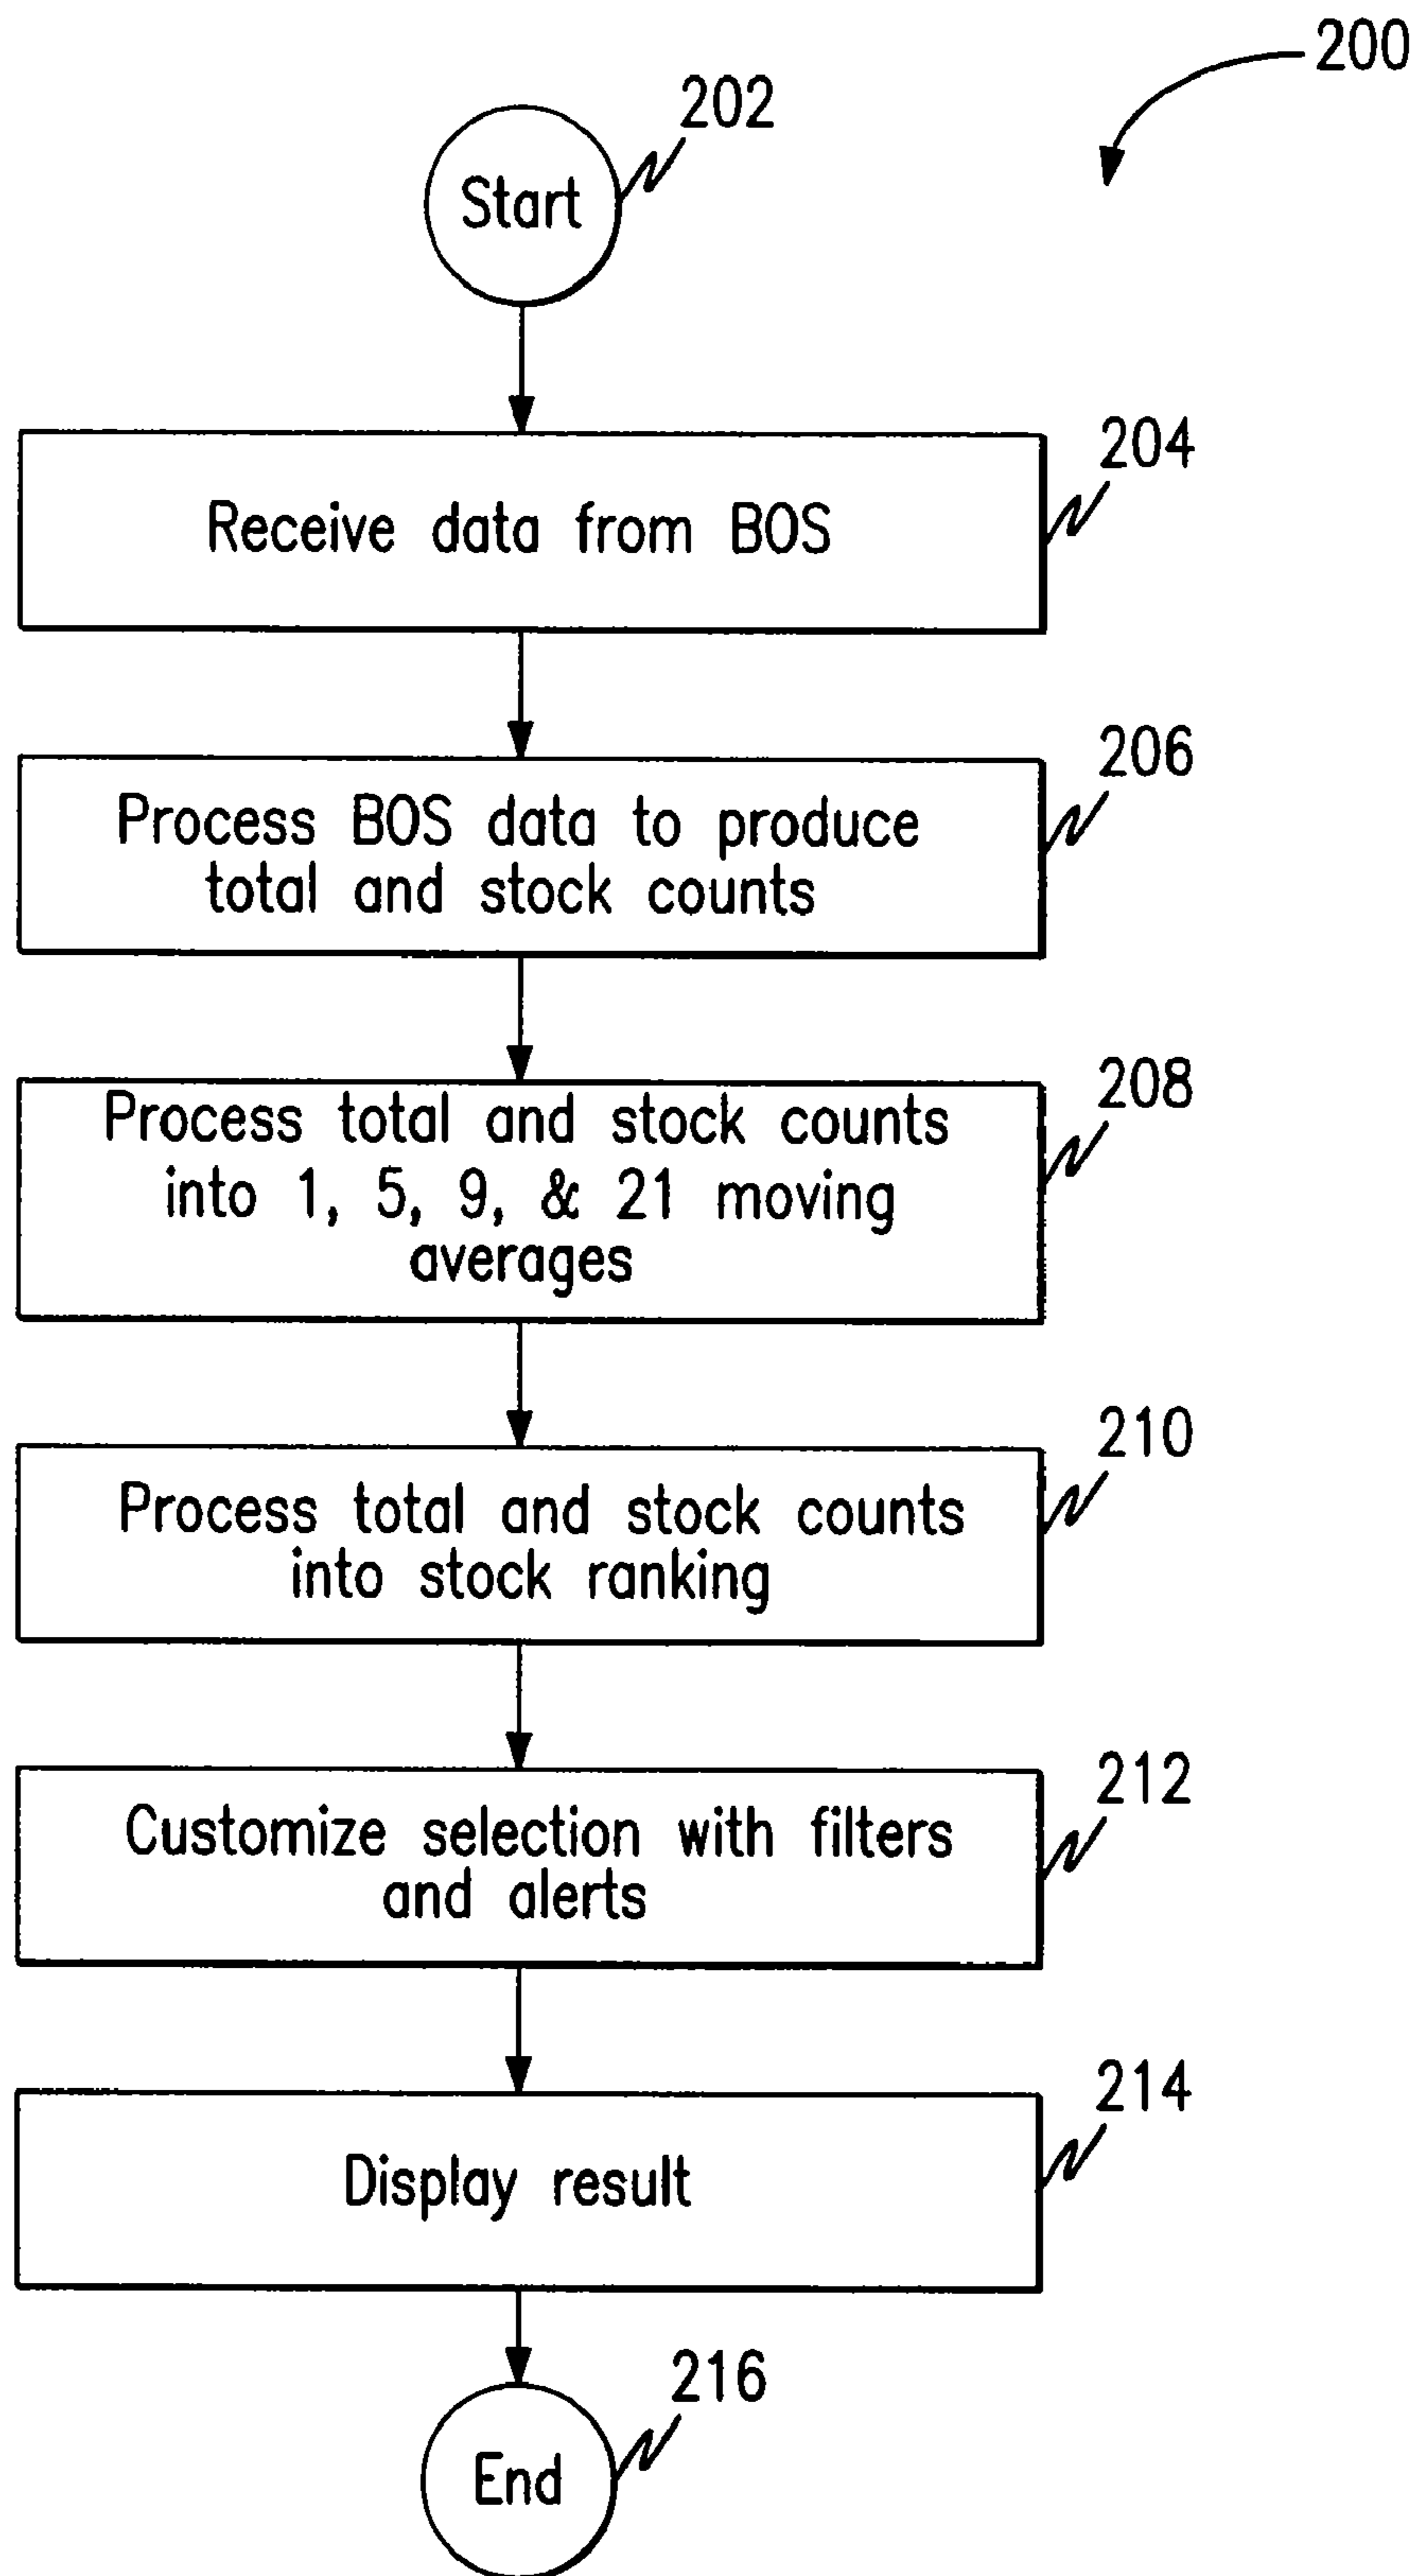 200
202
Start
204
Receive data from BOS
206
Process BOS data to produce
total and stock counts
208
Process total and stock counts
into 1, 5, 9, & 21 moving
averages
210
Process total and stock counts
into stock ranking
212
Customize selection with filters
and alerts
214
Display result
216
End